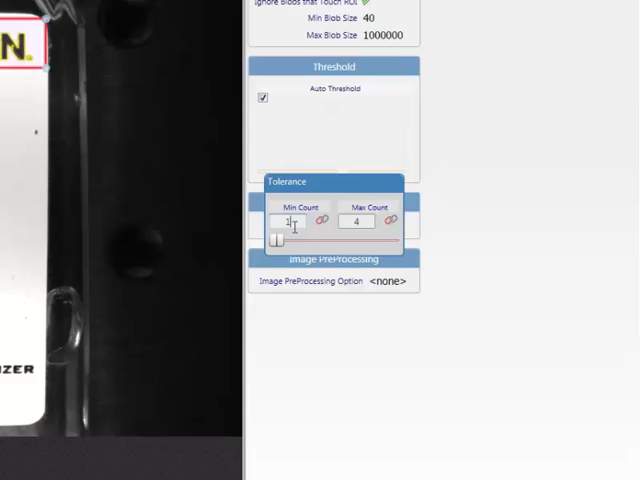 Ignore Blobs that Touch ROI
Min Blob Size 40
Max Blob Size 1000000
N.
Threshold
Auto Threshold
Tolerance
Min Count Max Count
1 4
Image PreProcessing
Image PreProcessing Option <none>
IZER